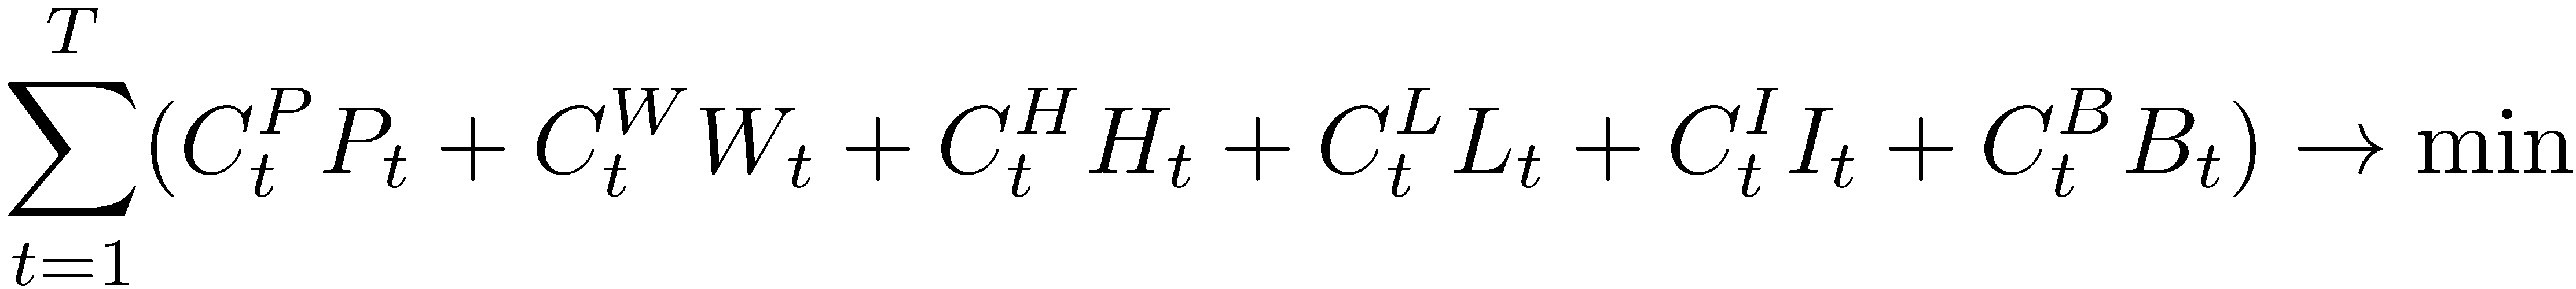 \sum_{t=1}^{T} (C_t^P P_t + C_t^W W_t + C_t^H H_t + C_t^L L_t + C_t^I I_t + C_t^B B_t) \to \min